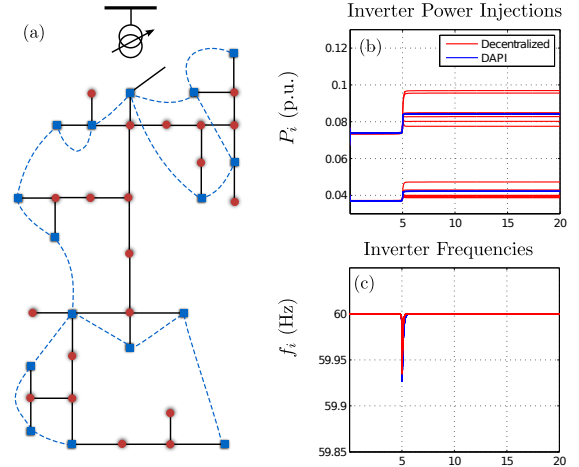 (a)
Inverter Power Injections
(b)
Decentralized
DAPI
P_i (p.u.)
0.12
0.1
0.08
0.06
0.04
5 10 15 20
Inverter Frequencies
(c)
f_i (Hz)
60
59.95
59.9
59.85
5 10 15 20